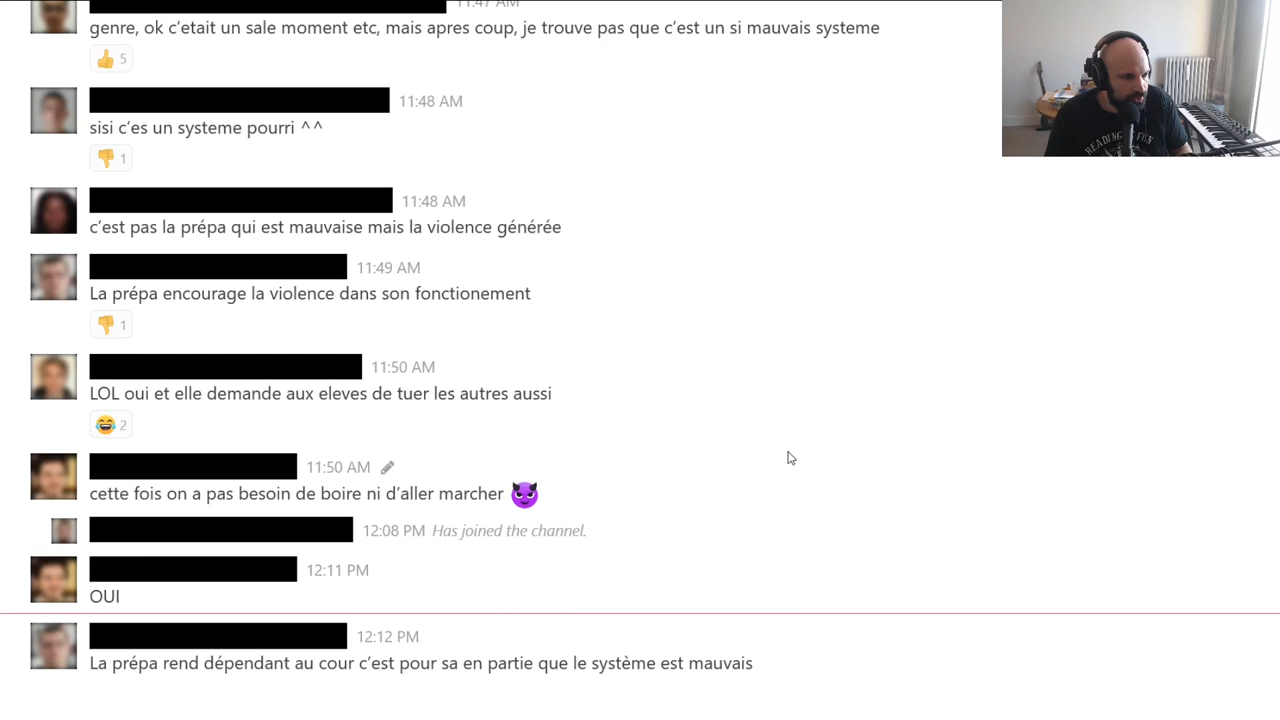 11:47 AM
genre, ok c'etait un sale moment etc, mais apres coup, je trouve pas que c'est un si mauvais systeme
5
11:48 AM
sisi c'es un systeme pourri ^^
1
11:48 AM
c'est pas la prépa qui est mauvaise mais la violence générée
11:49 AM
La prépa encourage la violence dans son fonctionement
1
11:50 AM
LOL oui et elle demande aux eleves de tuer les autres aussi
2
11:50 AM
cette fois on a pas besoin de boire ni d'aller marcher
12:08 PM Has joined the channel.
12:11 PM
OUI
12:12 PM
La prépa rend dépendant au cour c'est pour sa en partie que le système est mauvais